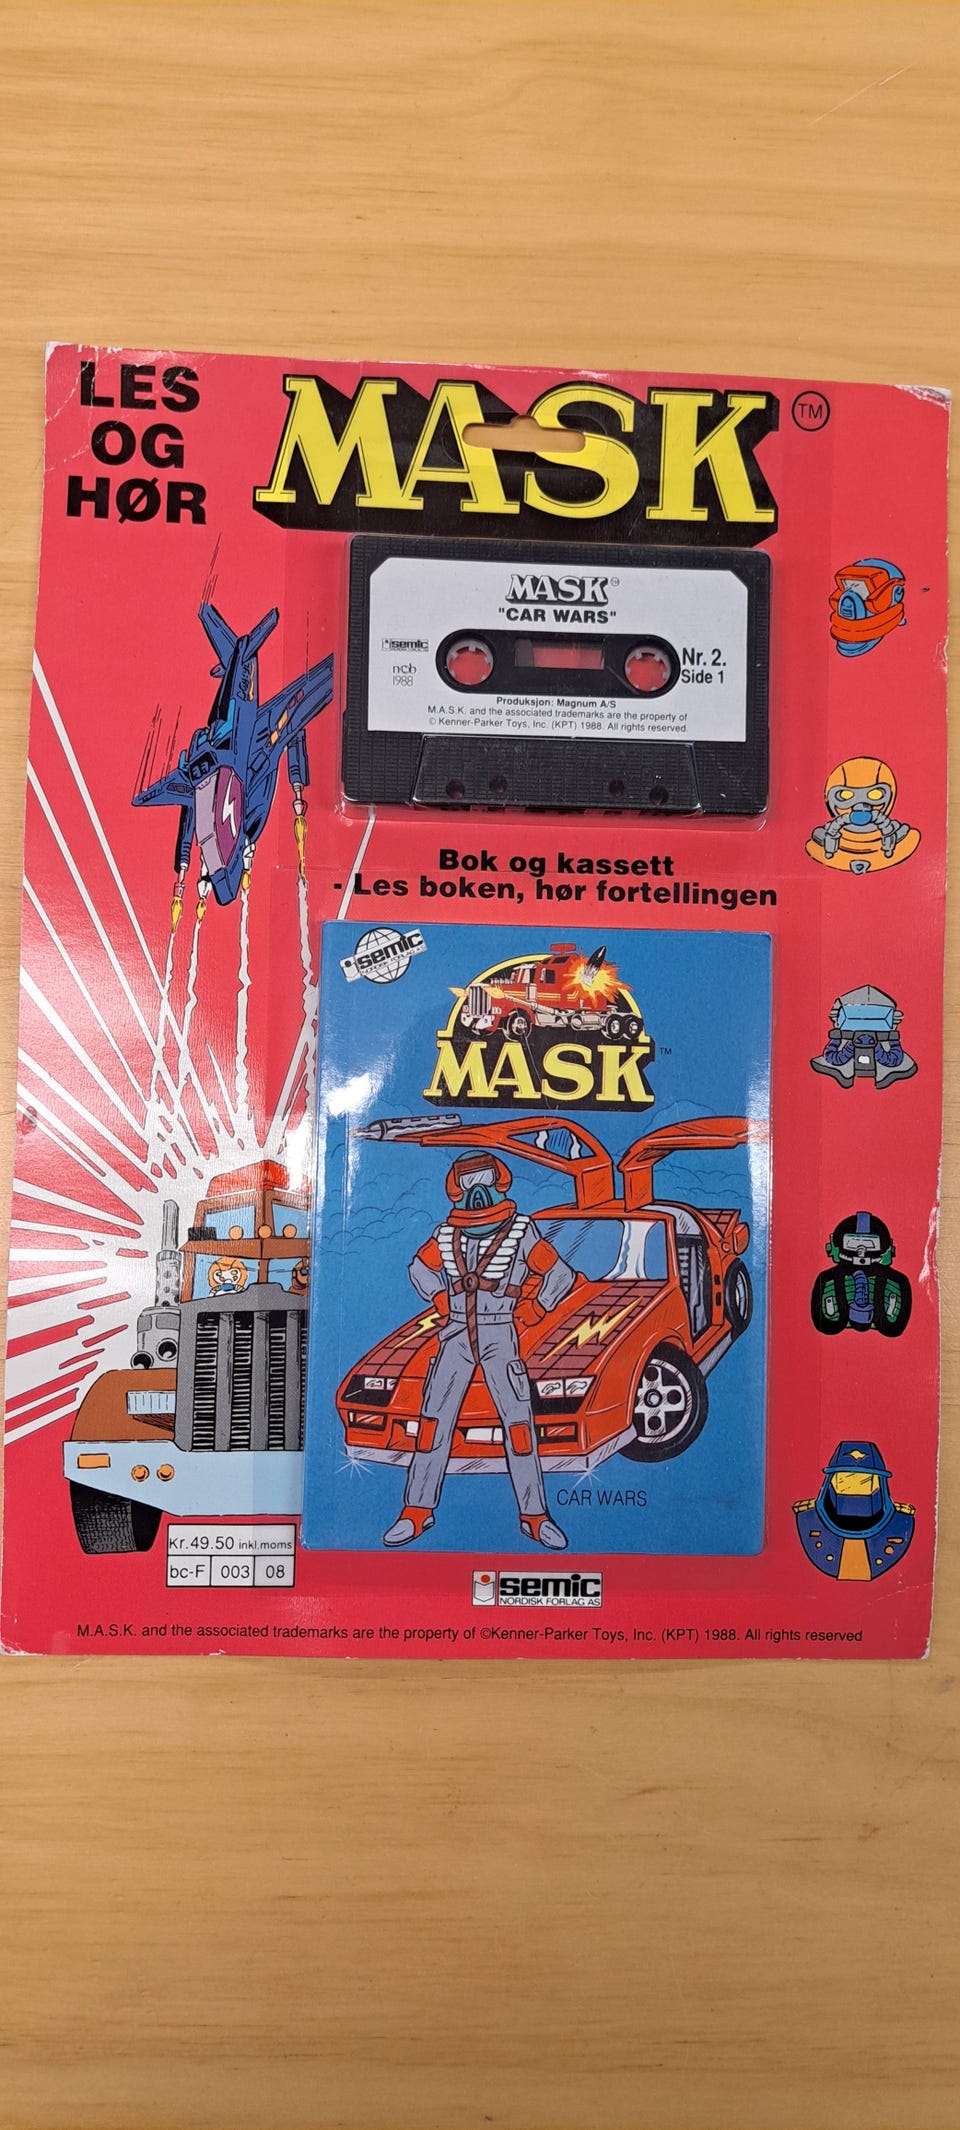 LES
OG
HØR
MASK TM
MASK TM
"CAR WARS"
semic
ncb
1988
Nr. 2.
Side 1
Produksjon: Magnum A/S
M.A.S.K. and the associated trademarks are the property of
© Kenner-Parker Toys, Inc. (KPT) 1988. All rights reserved.
Bok og kassett
- Les boken, hør fortellingen
semic
NORDISK FORLAG A/S
MASK TM
CAR WARS
Kr. 49.50 inkl.moms
bc-F 003 08
semic
NORDISK FORLAG AS
M.A.S.K. and the associated trademarks are the property of ©Kenner-Parker Toys, Inc. (KPT) 1988. All rights reserved